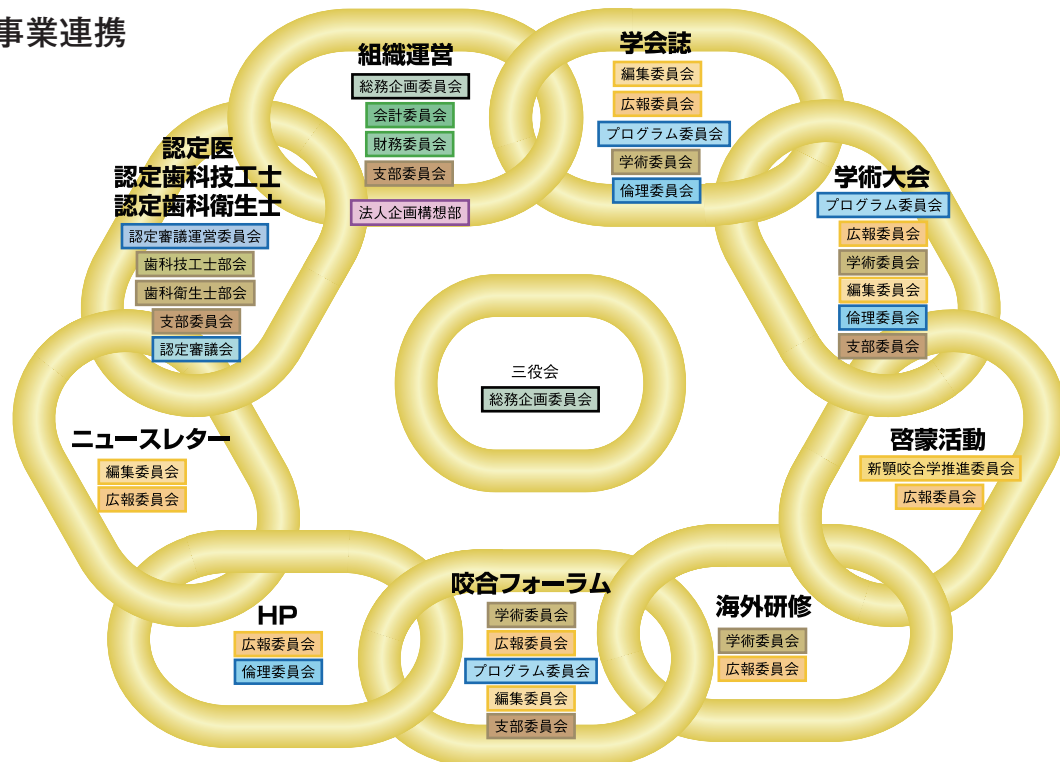 事業連携
組織運営
総務企画委員会
会計委員会
財務委員会
支部委員会
法人企画構想部
学会誌
編集委員会
広報委員会
プログラム委員会
学術委員会
倫理委員会
認定医
認定歯科技工士
認定歯科衛生士
認定審議運営委員会
歯科技工士部会
歯科衛生士部会
支部委員会
認定審議会
学術大会
プログラム委員会
広報委員会
学術委員会
編集委員会
倫理委員会
支部委員会
三役会
総務企画委員会
ニュースレター
編集委員会
広報委員会
啓蒙活動
新顎咬合学推進委員会
広報委員会
HP
広報委員会
倫理委員会
咬合フォーラム
学術委員会
広報委員会
プログラム委員会
編集委員会
支部委員会
海外研修
学術委員会
広報委員会